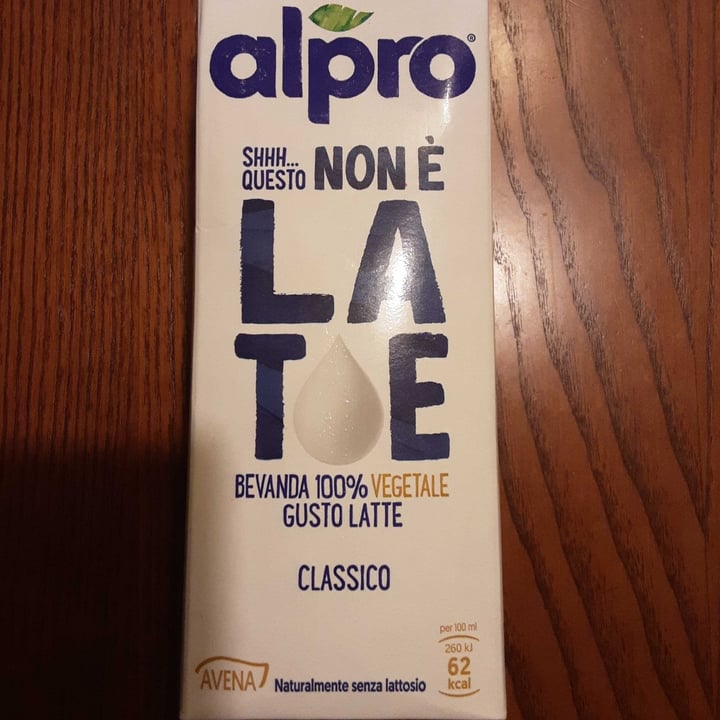 alpro®
SHHH...
QUESTO NON È
LA
T E
BEVANDA 100% VEGETALE
GUSTO LATTE
CLASSICO
per 100 ml
260 kJ
62
kcal
AVENA
Naturalmente senza lattosio